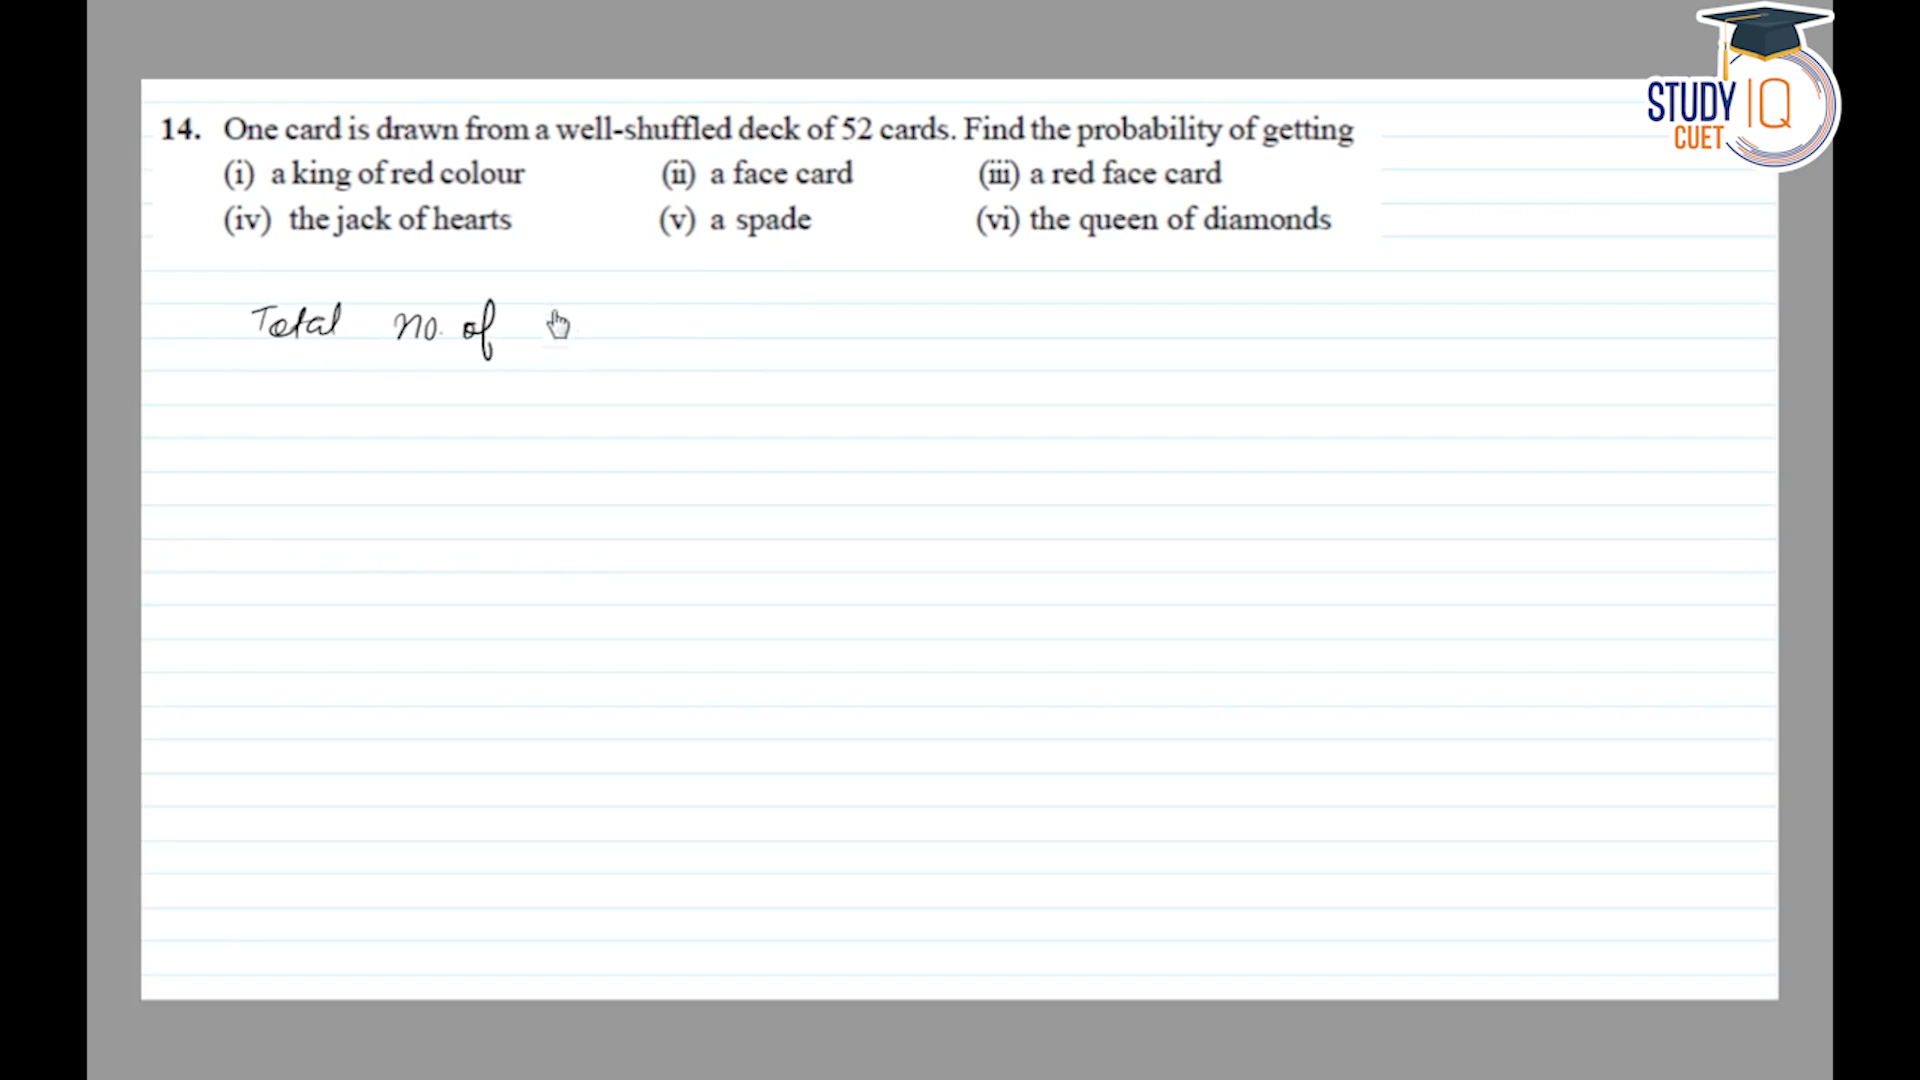 STUDY IQ
CUET
14. One card is drawn from a well-shuffled deck of 52 cards. Find the probability of getting
(i) a king of red colour (ii) a face card (iii) a red face card
(iv) the jack of hearts (v) a spade (vi) the queen of diamonds
Total no. of